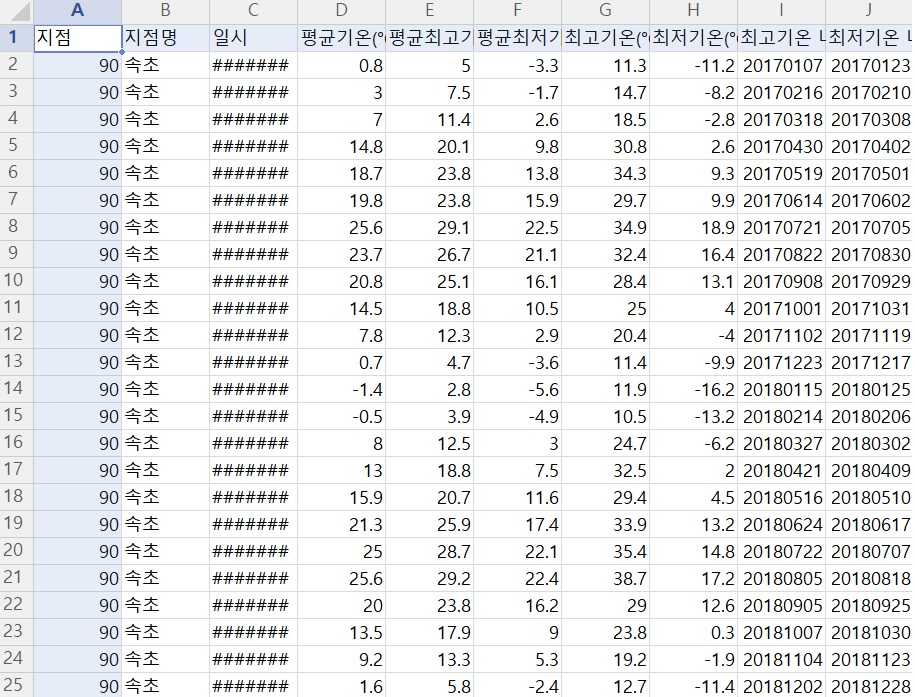 A B C D E F G H I J
1 지점 지점명 일시 평균기온(° 평균최고기 평균최저기 최고기온(° 최저기온(° 최고기온 최저기온
2 90 속초 ####### 0.8 5 -3.3 11.3 -11.2 20170107 20170123
3 90 속초 ####### 3 7.5 -1.7 14.7 -8.2 20170216 20170210
4 90 속초 ####### 7 11.4 2.6 18.5 -2.8 20170318 20170308
5 90 속초 ####### 14.8 20.1 9.8 30.8 2.6 20170430 20170402
6 90 속초 ####### 18.7 23.8 13.8 34.3 9.3 20170519 20170501
7 90 속초 ####### 19.8 23.8 15.9 29.7 9.9 20170614 20170602
8 90 속초 ####### 25.6 29.1 22.5 34.9 18.9 20170721 20170705
9 90 속초 ####### 23.7 26.7 21.1 32.4 16.4 20170822 20170830
10 90 속초 ####### 20.8 25.1 16.1 28.4 13.1 20170908 20170929
11 90 속초 ####### 14.5 18.8 10.5 25 4 20171001 20171031
12 90 속초 ####### 7.8 12.3 2.9 20.4 -4 20171102 20171119
13 90 속초 ####### 0.7 4.7 -3.6 11.4 -9.9 20171223 20171217
14 90 속초 ####### -1.4 2.8 -5.6 11.9 -16.2 20180115 20180125
15 90 속초 ####### -0.5 3.9 -4.9 10.5 -13.2 20180214 20180206
16 90 속초 ####### 8 12.5 3 24.7 -6.2 20180327 20180302
17 90 속초 ####### 13 18.8 7.5 32.5 2 20180421 20180409
18 90 속초 ####### 15.9 20.7 11.6 29.4 4.5 20180516 20180510
19 90 속초 ####### 21.3 25.9 17.4 33.9 13.2 20180624 20180617
20 90 속초 ####### 25 28.7 22.1 35.4 14.8 20180722 20180707
21 90 속초 ####### 25.6 29.2 22.4 38.7 17.2 20180805 20180818
22 90 속초 ####### 20 23.8 16.2 29 12.6 20180905 20180925
23 90 속초 ####### 13.5 17.9 9 23.8 0.3 20181007 20181030
24 90 속초 ####### 9.2 13.3 5.3 19.2 -1.9 20181104 20181123
25 90 속초 ####### 1.6 5.8 -2.4 12.7 -11.4 20181202 20181228